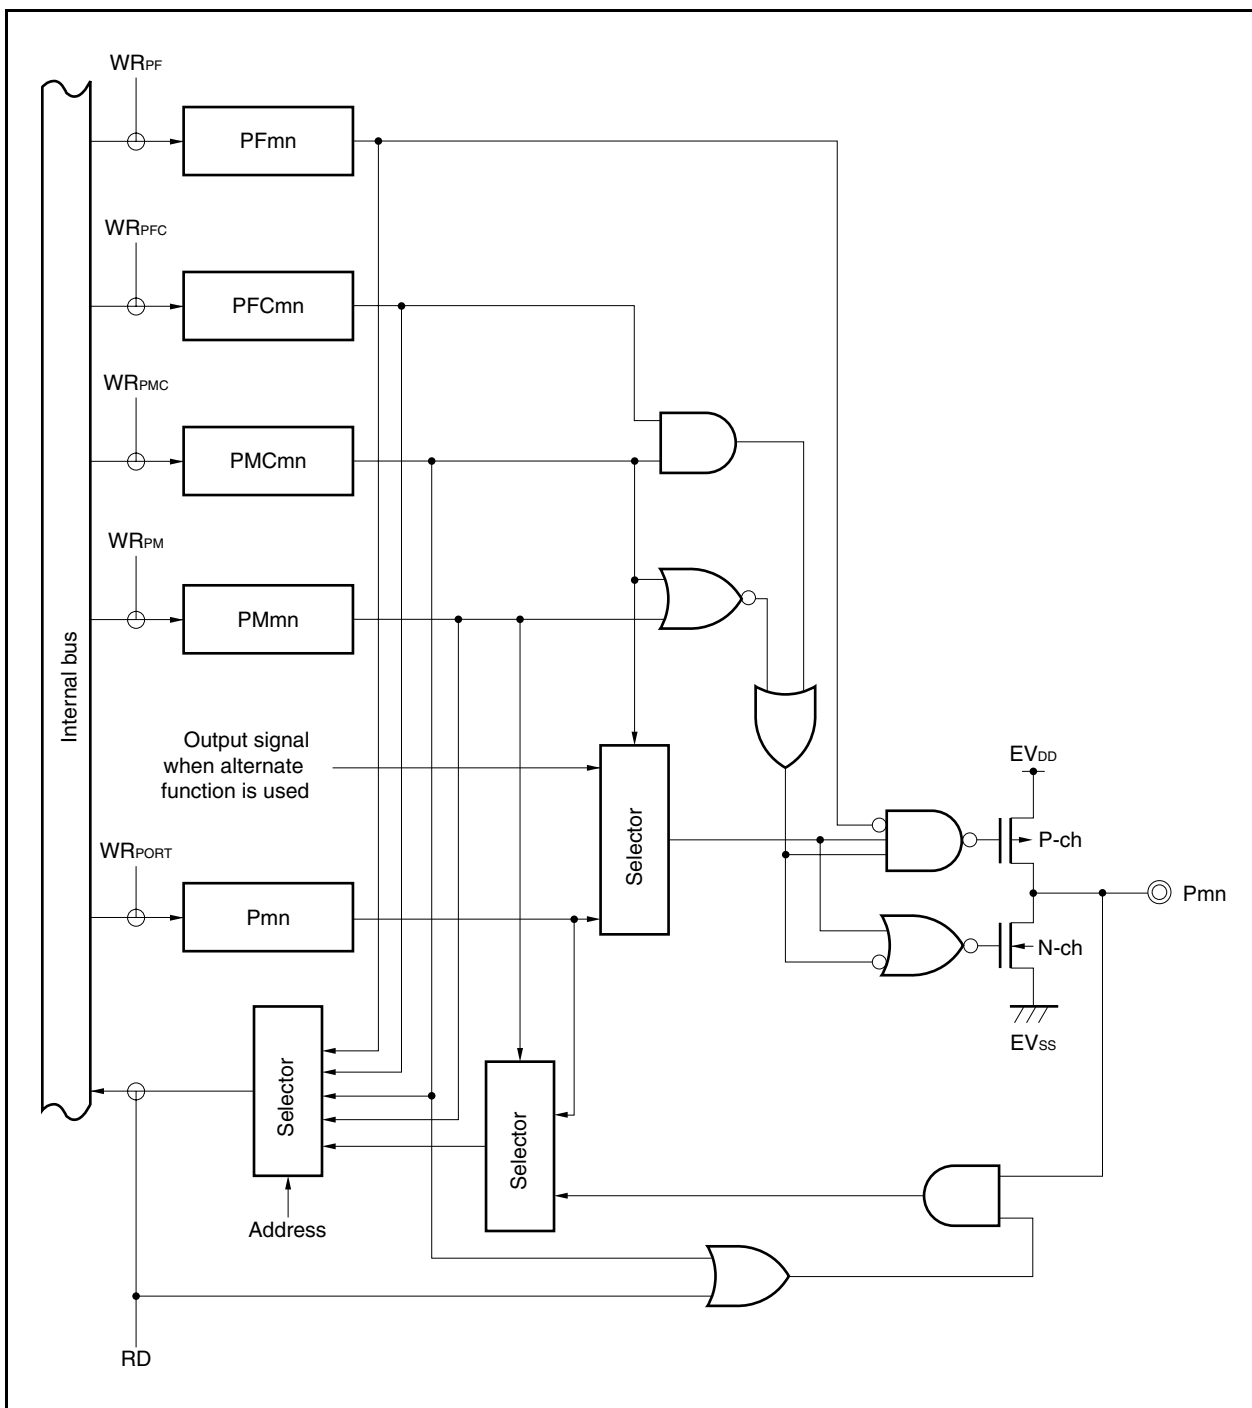 WRPF
PFmn
WRPFC
PFCmn
WRPMC
PMCmn
WRPM
PMmn
Internal bus
Output signal
when alternate
function is used
Selector
EVDD
P-ch
WRPORT
Pmn
Pmn
N-ch
EVSS
Selector
Selector
Address
RD